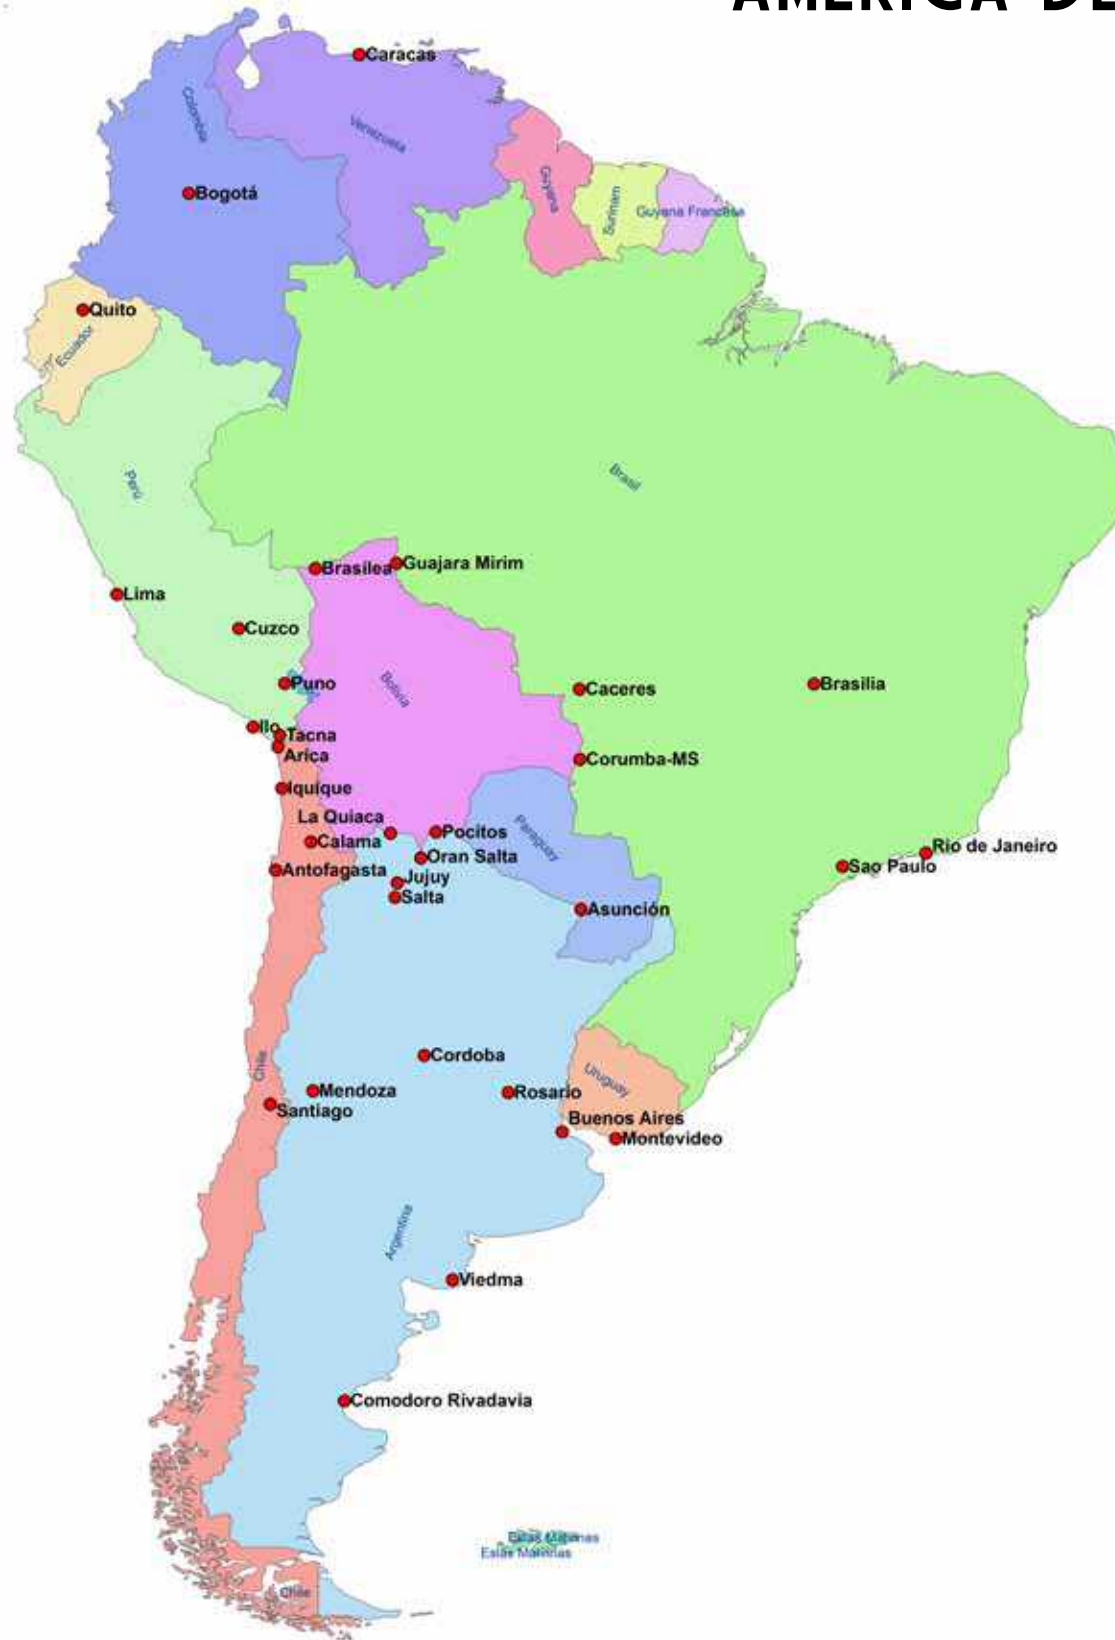 AMERICA DE
Caracas
Colombia
Venezuela
Bogotá
Guyana
Surinam
Guyana Francesa
Quito
Ecuador
Perú
Brasil
Brasilea
Guajara Mirim
Lima
Cuzco
Puno
Bolivia
Caceres
Brasilia
Ilo
Tacna
Arica
Corumba-MS
Iquique
La Quiaca
Pocitos
Paraguay
Calama
Oran Salta
Rio de Janeiro
Sao Paulo
Antofagasta
Jujuy
Salta
Asunción
Cordoba
Chile
Uruguay
Mendoza
Rosario
Santiago
Buenos Aires
Montevideo
Argentina
Viedma
Comodoro Rivadavia
Chile